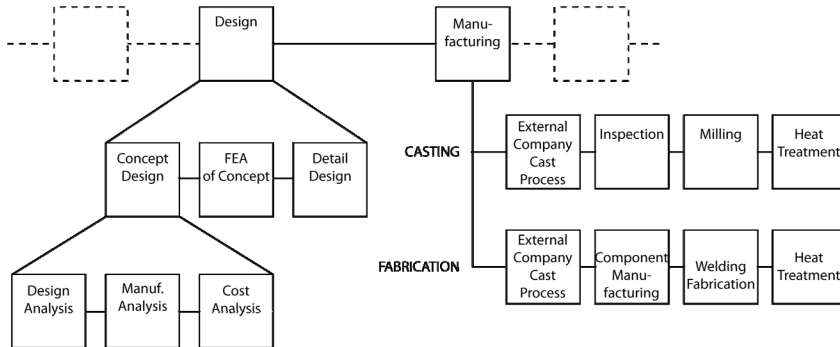 Design
Manu-
facturing
CASTING
External
Company
Cast
Process
Inspection
Milling
Heat
Treatment
Concept
Design
FEA
of Concept
Detail
Design
FABRICATION
External
Company
Cast
Process
Component
Manu-
facturing
Welding
Fabrication
Heat
Treatment
Design
Analysis
Manuf.
Analysis
Cost
Analysis